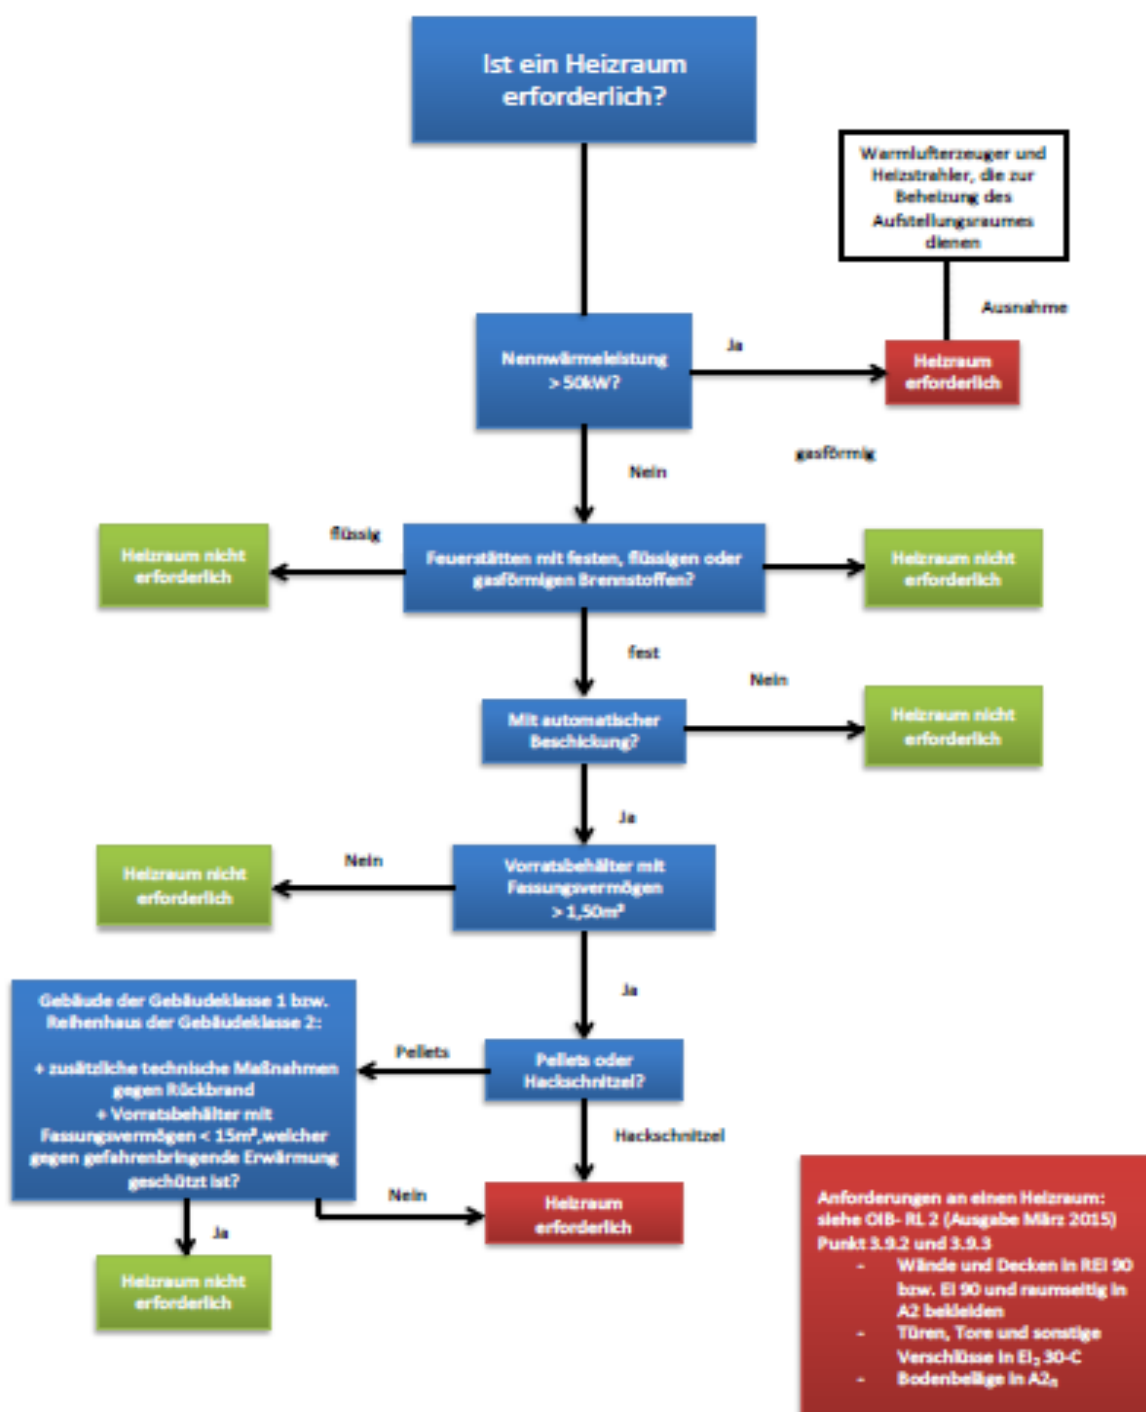 Ist ein Heizraum
erforderlich?
Warmlufterzeuger und
Heizstrahler, die zur
Beheizung des
Aufstellungsraumes
dienen
Ausnahme
Nennwärmeleistung
> 50kW?
Ja
Heizraum
erforderlich
Nein
gasförmig
flüssig
Heizraum nicht
erforderlich
Feuerstätten mit festen, flüssigen oder
gasförmigen Brennstoffen?
Heizraum nicht
erforderlich
fest
Nein
Mit automatischer
Beschickung?
Heizraum nicht
erforderlich
Ja
Nein
Heizraum nicht
erforderlich
Vorratsbehälter mit
Fassungsvermögen
> 1,50m³
Ja
Gebäude der Gebäudeklasse 1 bzw.
Reihenhaus der Gebäudeklasse 2:
+ zusätzliche technische Maßnahmen
gegen Rückbrand
+ Vorratsbehälter mit
Fassungsvermögen < 15m³,welcher
gegen gefahrenbringende Erwärmung
geschützt ist?
Pellets
Pellets oder
Hackschnitzel?
Hackschnitzel
Nein
Heizraum
erforderlich
Ja
Heizraum nicht
erforderlich
Anforderungen an einen Heizraum:
siehe OIB- RL 2 (Ausgabe März 2015)
Punkt 3.9.2 und 3.9.3
- Wände und Decken in REI 90
bzw. EI 90 und raumseitig in
A2 bekleiden
- Türen, Tore und sonstige
Verschlüsse in EI₂ 30-C
- Bodenbeläge in A2fl